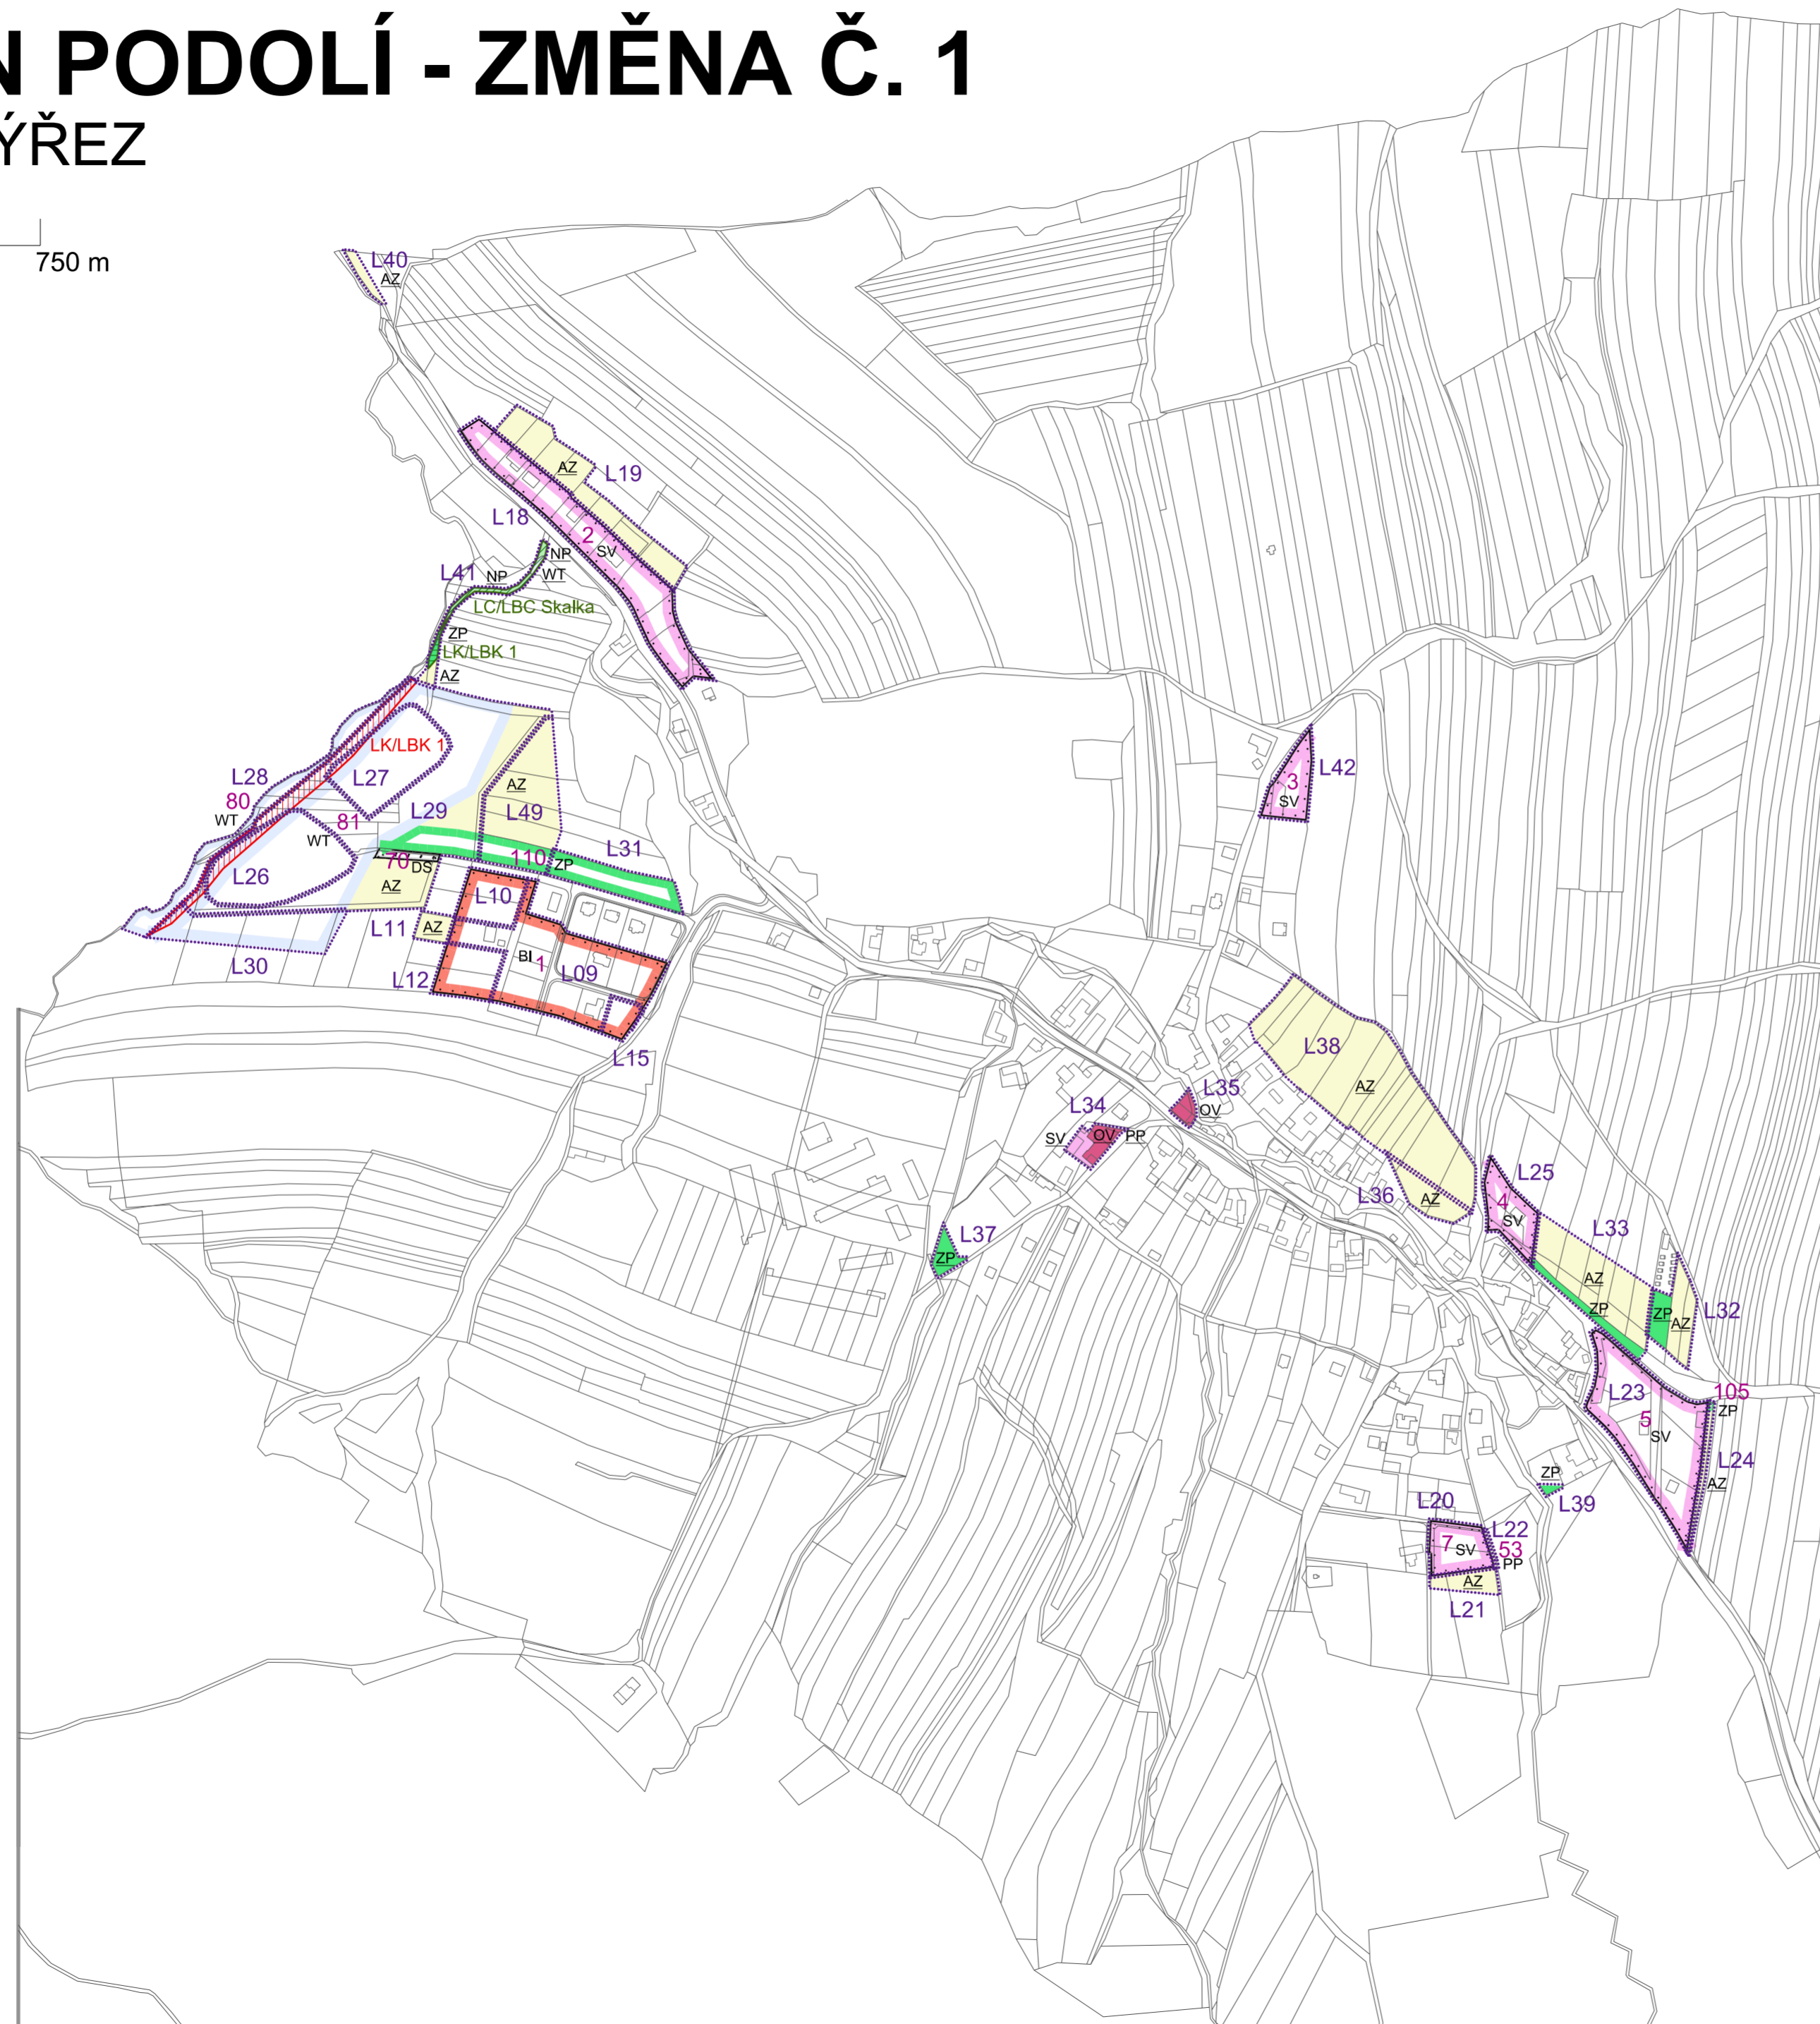 N PODOLÍ - ZMĚNA Č. 1
ÝŘEZ
750 m
L40
AZ
AZ
L19
L18
2
SV
NP
WT
L41
NP
LC/LBC Skalka
ZP
LK/LBK 1
AZ
LK/LBK 1
L28
L27
80
WT
81
WT
L29
AZ
L49
L31
110
ZP
70
DS
AZ
L26
L10
L11
AZ
L30
L12
BI
1
L09
L15
3
L42
SV
L38
AZ
L35
OV
L34
SV
OV
PP
L36
AZ
L25
4
SV
L33
L37
ZP
AZ
ZP
ZP
AZ
L32
L23
105
ZP
5
SV
L24
AZ
ZP
L39
L20
L22
7
SV
53
PP
AZ
L21